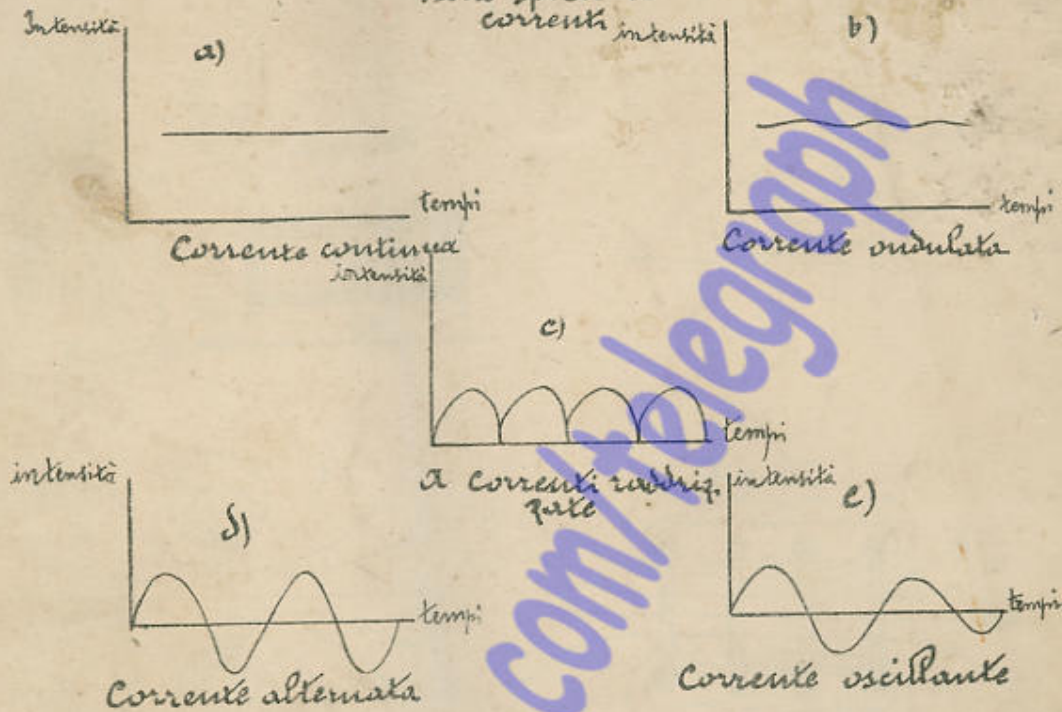 correnti
Intensità
a)
tempi
Corrente continua
intensità
b)
tempi
Corrente ondulata
intensità
c)
tempi
a correnti raddriz.
zate
intensità
d)
tempi
Corrente alternata
intensità
e)
tempi
Corrente oscillante
com/telegraph